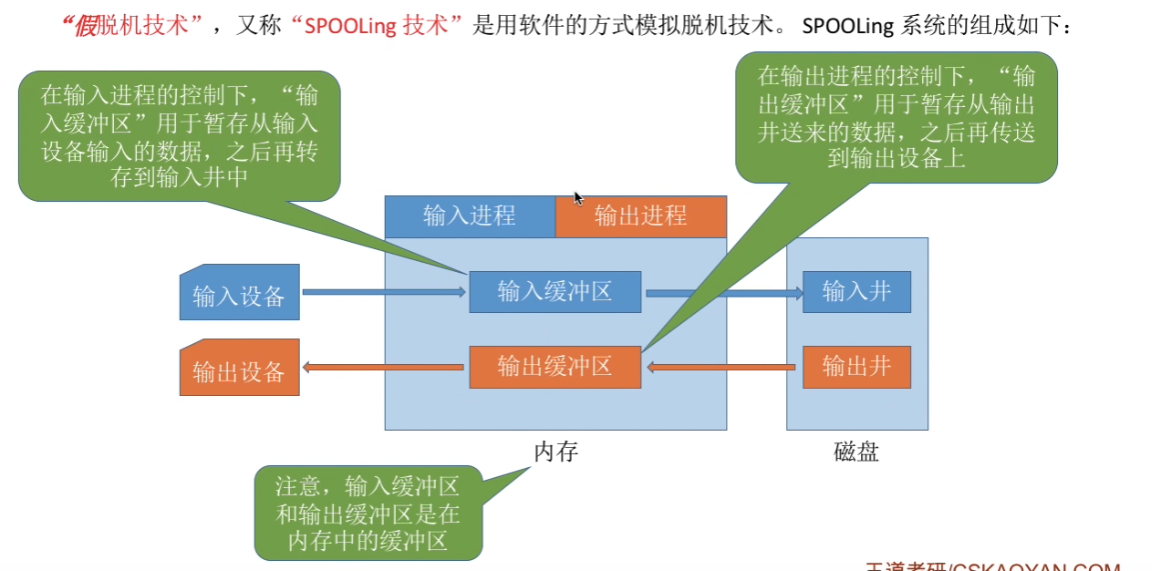 “假脱机技术”，又称“SPOOLing 技术”是用软件的方式模拟脱机技术。 SPOOLing 系统的组成如下：
在输入进程的控制下，“输
入缓冲区”用于暂存从输入
设备输入的数据，之后再转
存到输入井中
在输出进程的控制下，“输
出缓冲区”用于暂存从输出
井送来的数据，之后再传送
到输出设备上
输入进程
输出进程
输入设备
输入缓冲区
输入井
输出设备
输出缓冲区
输出井
内存
磁盘
注意，输入缓冲区
和输出缓冲区是在
内存中的缓冲区
王道考研/CSKAOYAN.COM